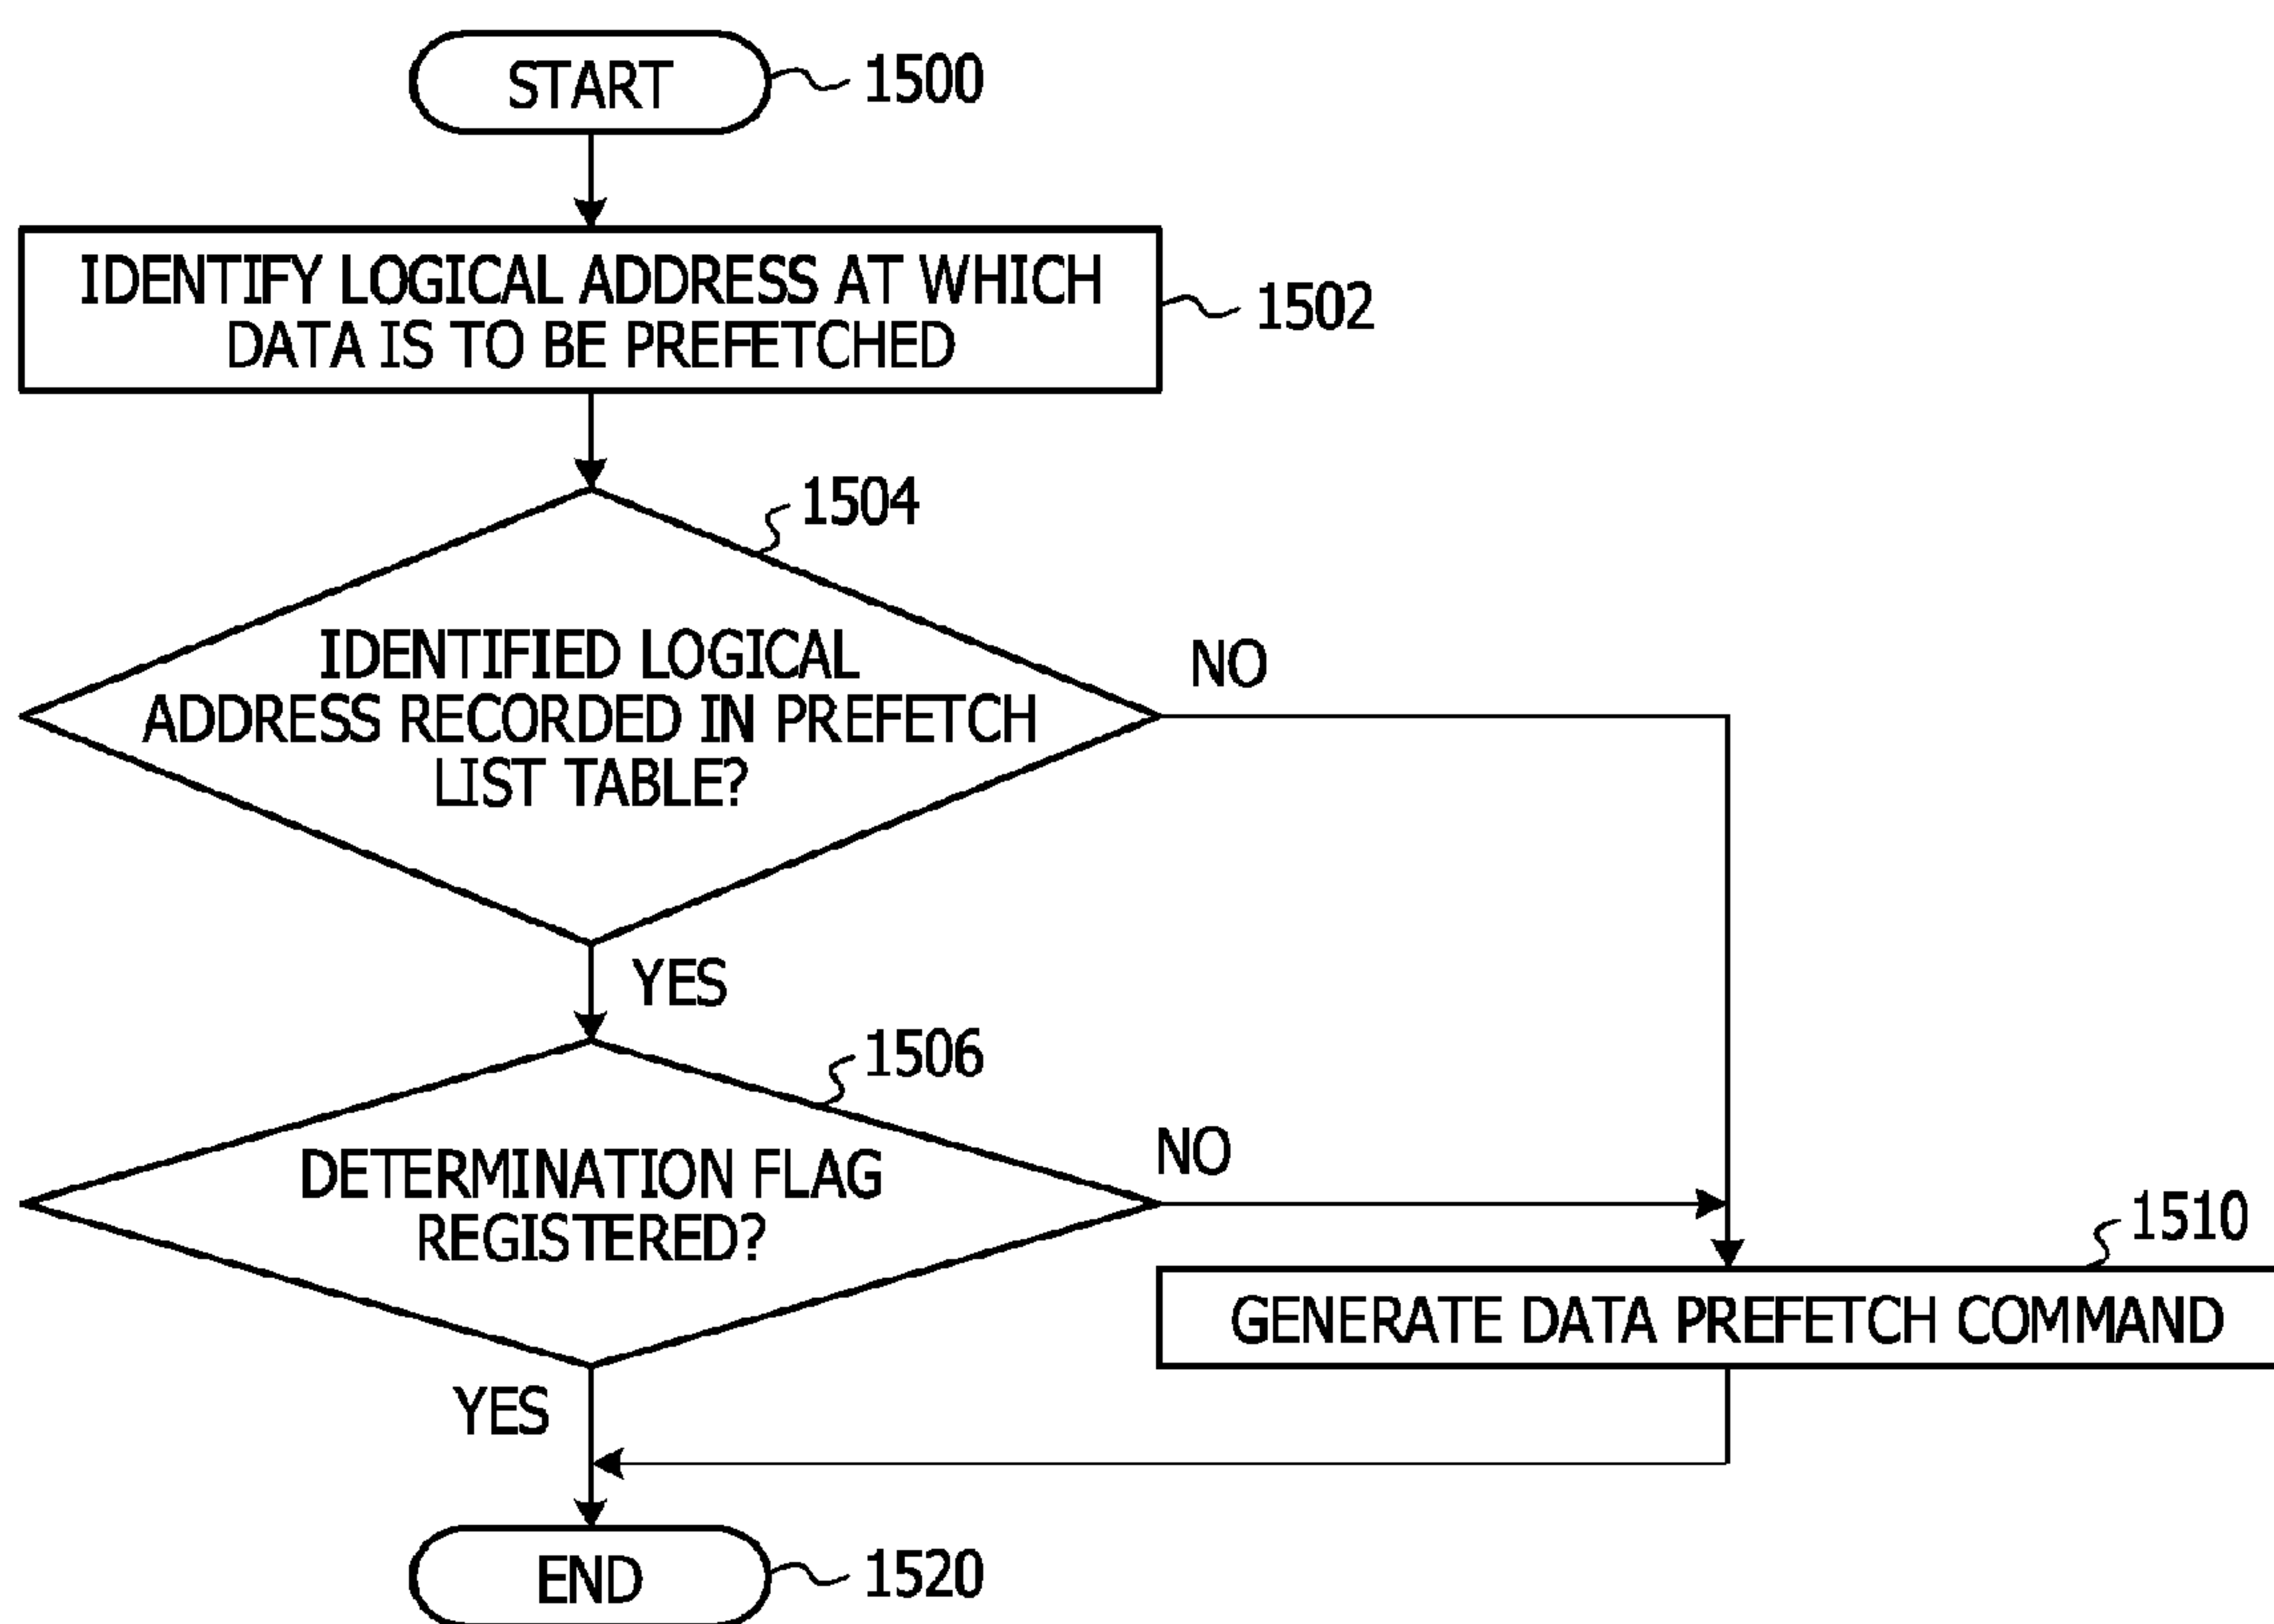 START
1500
IDENTIFY LOGICAL ADDRESS AT WHICH
DATA IS TO BE PREFETCHED
1502
1504
IDENTIFIED LOGICAL
ADDRESS RECORDED IN PREFETCH
LIST TABLE?
NO
YES
1506
DETERMINATION FLAG
REGISTERED?
NO
1510
GENERATE DATA PREFETCH COMMAND
YES
END
1520